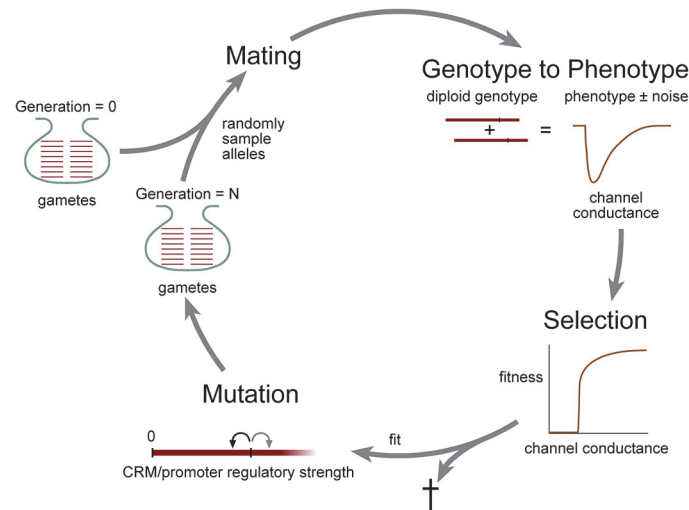 Mating
Genotype to Phenotype
diploid genotype
phenotype ± noise
+
=
channel
conductance
Generation = 0
gametes
randomly
sample
alleles
Generation = N
gametes
Selection
fitness
channel conductance
Mutation
0
CRM/promoter regulatory strength
fit
†